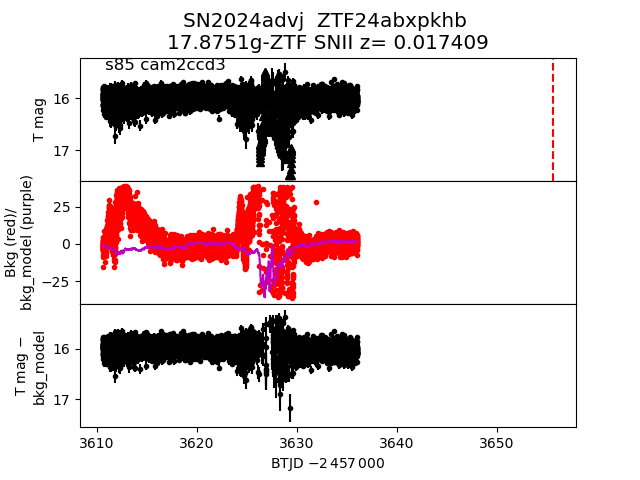 SN2024advj  ZTF24abxpkhb
17.8751g-ZTF SNII z= 0.017409
s85 cam2ccd3
16
17
T mag
25
0
−25
Bkg (red)/
bkg_model (purple)
16
17
T mag −
bkg_model
3610 3620 3630 3640 3650
BTJD −2 457 000